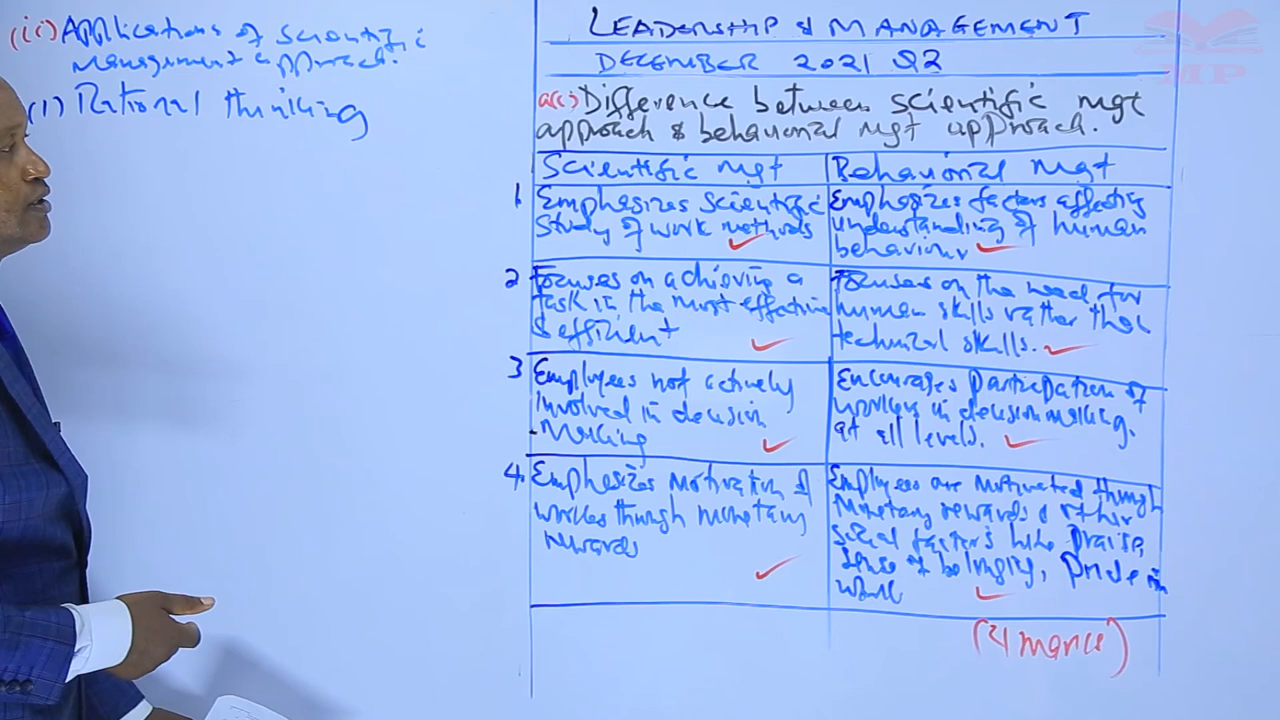 (ii) Applications of scientific
management approach.
(1) Rational thinking
LEADERSHIP & MANAGEMENT
DECEMBER 2021 Q2
a(i) Difference between scientific mgt
approach & behavioral mgt approach.
Scientific mgt
Behavioral mgt
1. Emphasizes scientific
study of work methods
Emphasizes factors affecting
understanding of human
behaviour
2 Focuses on achieving a
task in the most effective
& efficient
Focuses on the need for
human skills rather than
technical skills.
3 Employees not actively
involved in decision
-Making
Encourages participation of
workers in decision making.
at all levels.
4. Emphasizes motivation of
workers through monetary
rewards
Employees are motivated through
monetary rewards & other
social factors like praise,
sense of belonging, pride in
work
(4 marks)
MP